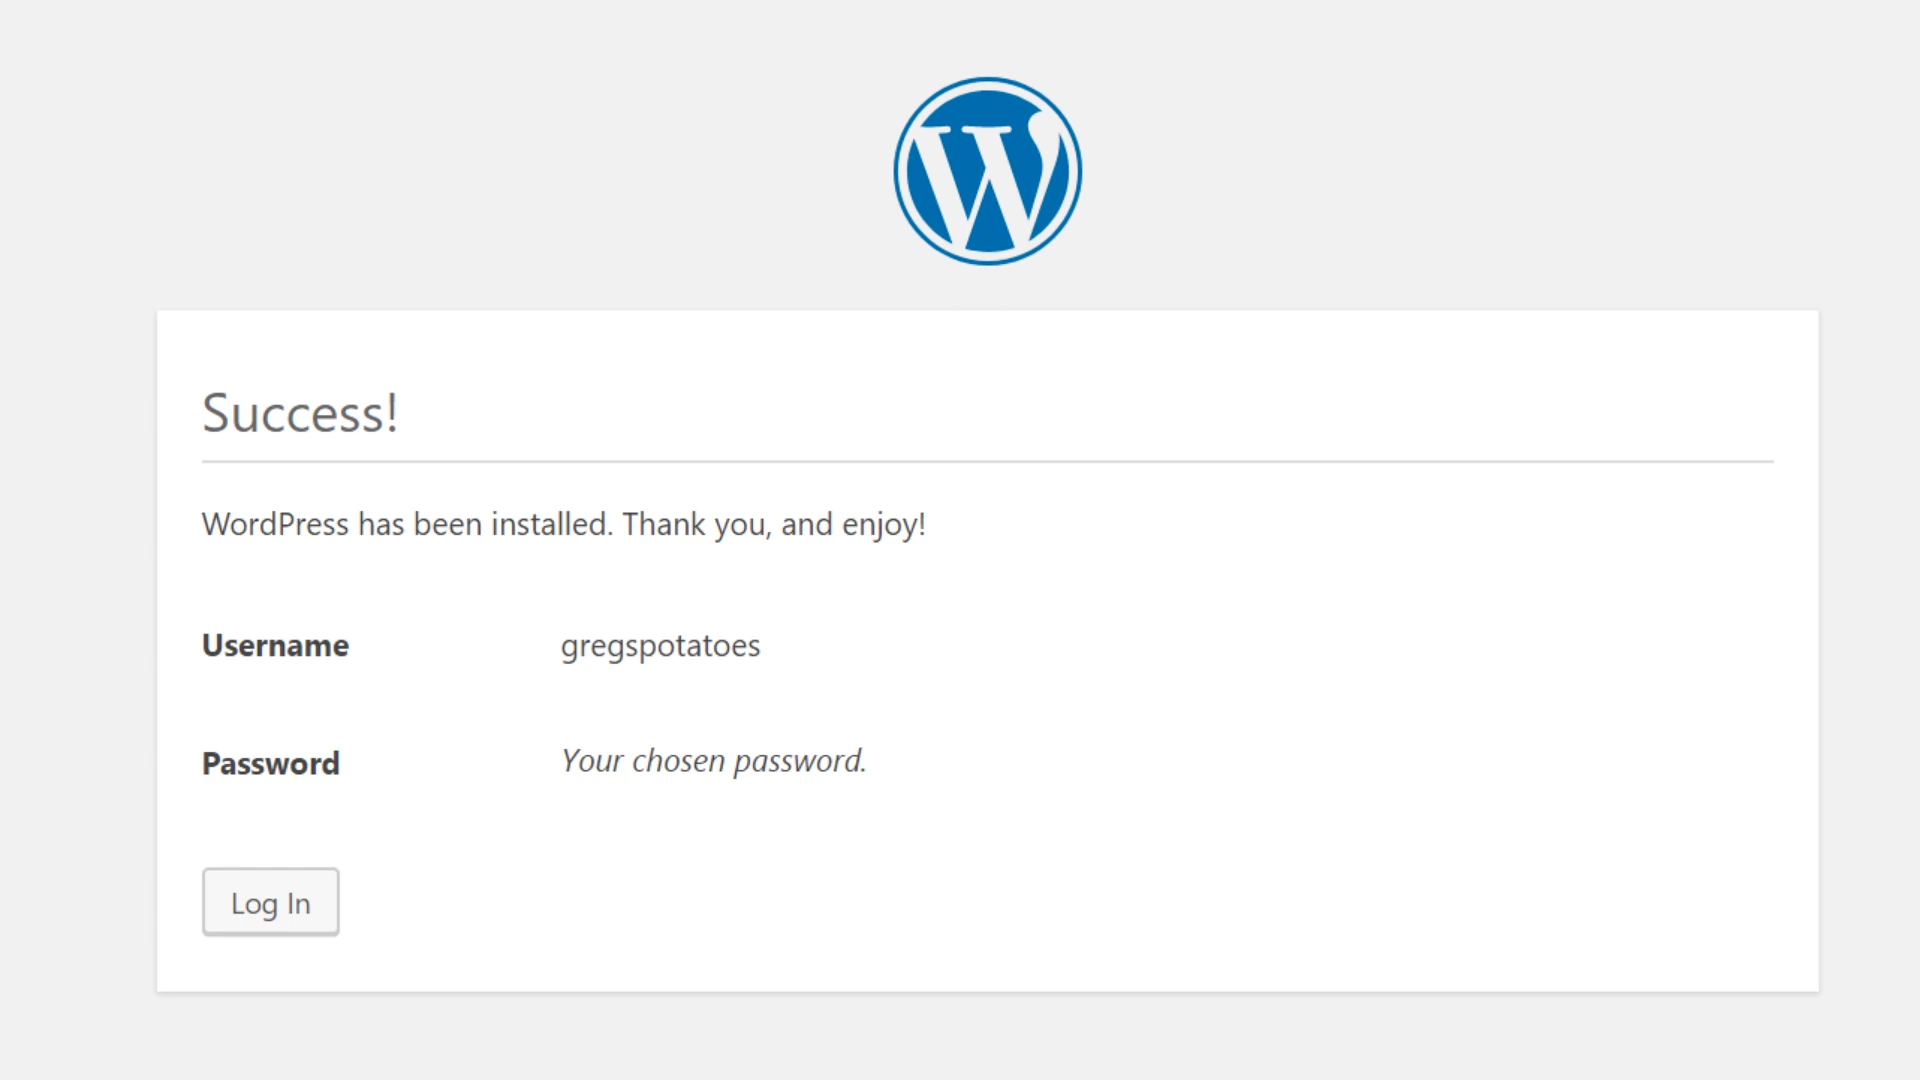 Success!
WordPress has been installed. Thank you, and enjoy!
Username gregspotatoes
Password Your chosen password.
Log In